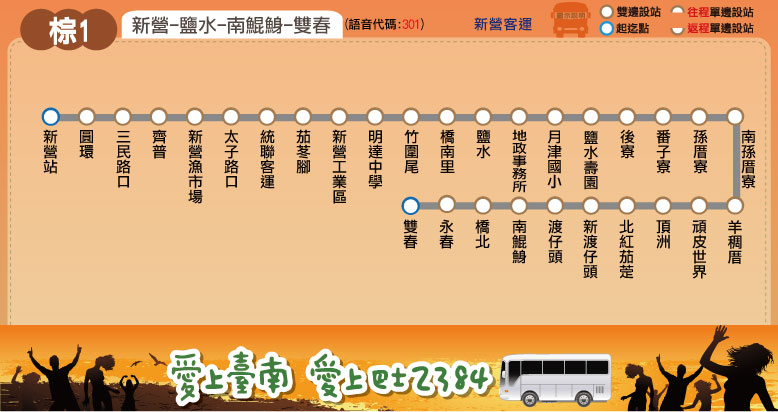 棕1
新營-鹽水-南鯤鯓-雙春 (語音代碼:301)
新營客運
雙邊設站
往程單邊設站
起迄點
返程單邊設站
新營站
圓環
三民路口
齊普
新營漁市場
太子路口
統聯客運
茄苳腳
新營工業區
明達中學
竹圍尾
橋南里
鹽水
地政事務所
月津國小
鹽水壽園
後寮
番子寮
孫厝寮
南孫厝寮
羊稠厝
頑皮世界
頂洲
北紅茄萣
新渡仔頭
渡仔頭
南鯤鯓
橋北
永春
雙春
愛上臺南 愛上巴士2384